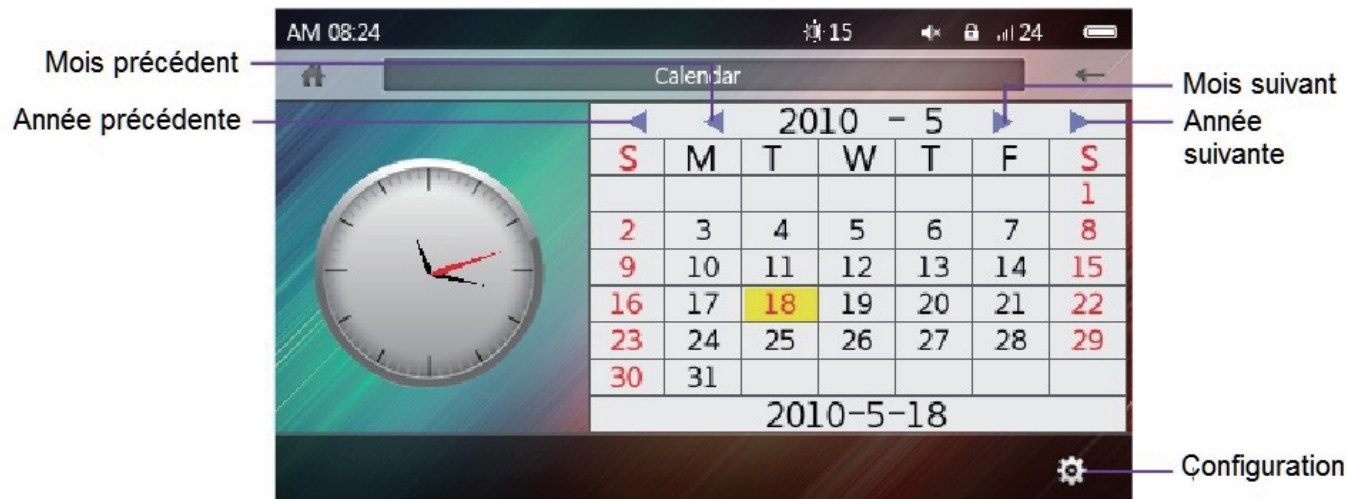 AM 08:24 15 24
Mois précédent
Calendar
Mois suivant
Année précédente
2010 - 5
Année
suivante
S M T W T F S
1
2 3 4 5 6 7 8
9 10 11 12 13 14 15
16 17 18 19 20 21 22
23 24 25 26 27 28 29
30 31
2010-5-18
Configuration